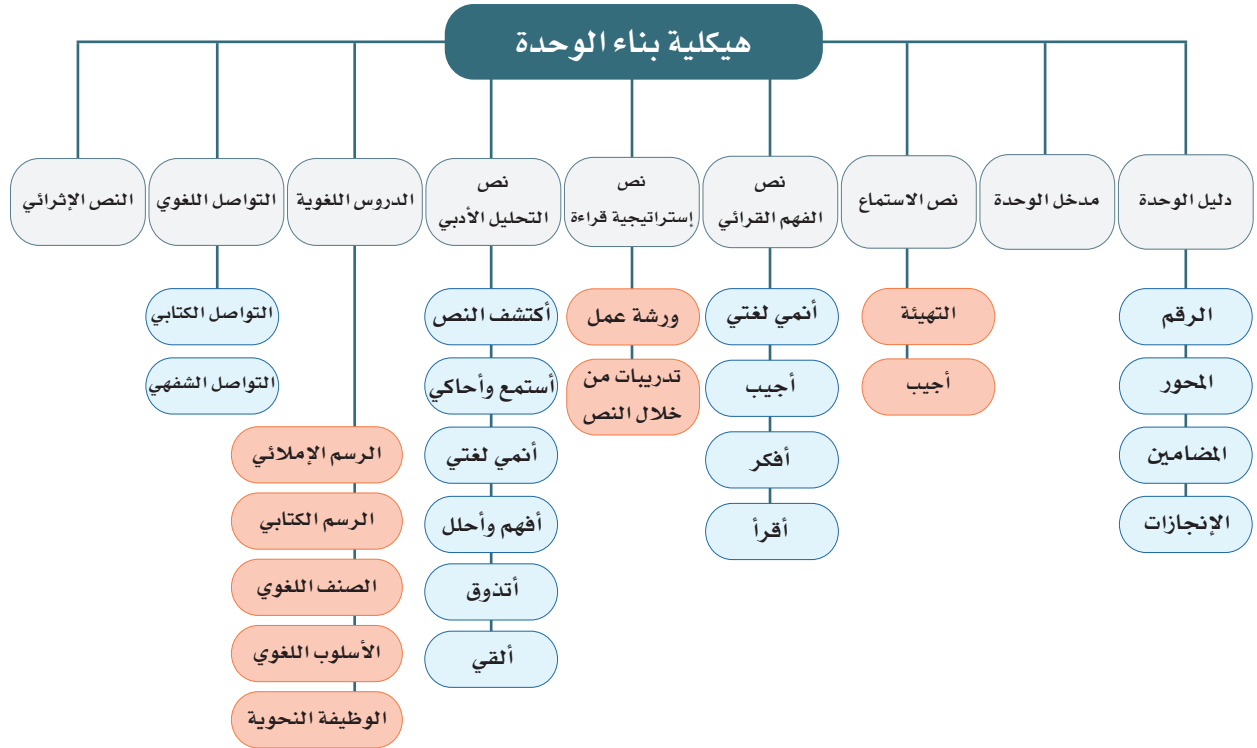 هيكلية بناء الوحدة
دليل الوحدة
الرقم
المحور
المضامين
الإنجازات
مدخل الوحدة
نص الاستماع
التهيئة
أجيب
نص
الفهم القرائي
أنمي لغتي
أجيب
أفكر
أقرأ
نص
إستراتيجية قراءة
ورشة عمل
تدريبات من
خلال النص
نص
التحليل الأدبي
أكتشف النص
أستمع وأحاكي
أنمي لغتي
أفهم وأحلل
أتذوق
ألقي
الدروس اللغوية
الرسم الإملائي
الرسم الكتابي
الصنف اللغوي
الأسلوب اللغوي
الوظيفة النحوية
التواصل اللغوي
التواصل الكتابي
التواصل الشفهي
النص الإثرائي